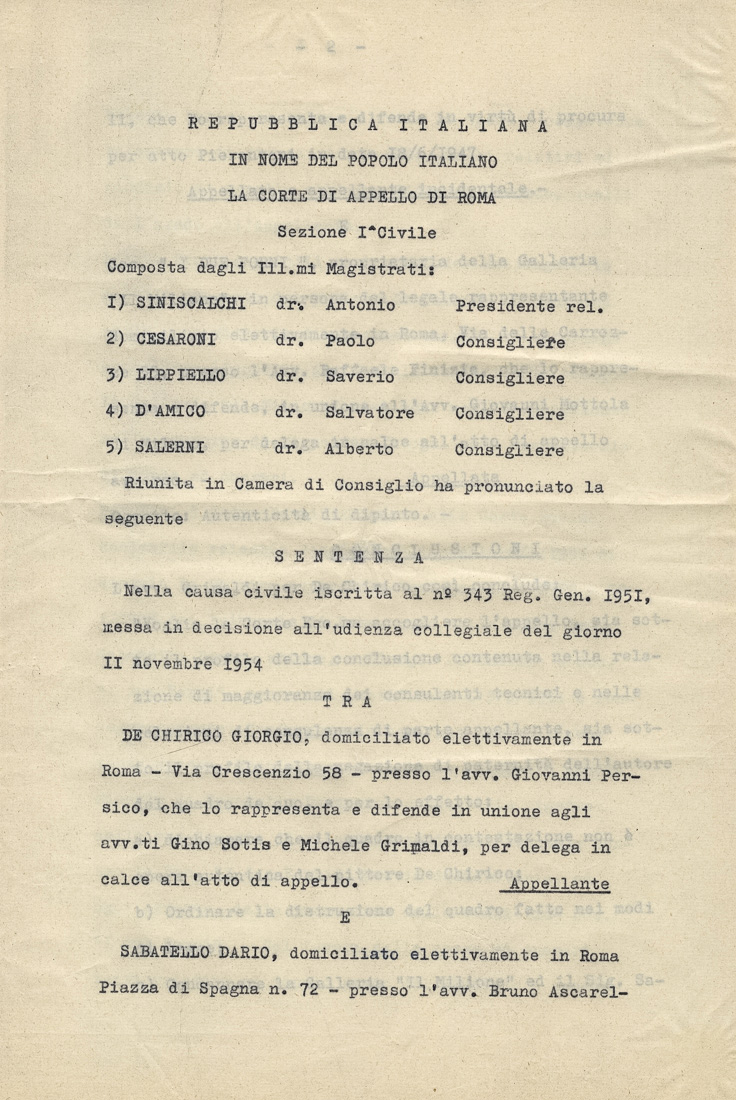 REPUBBLICA ITALIANA
IN NOME DEL POPOLO ITALIANO
LA CORTE DI APPELLO DI ROMA
Sezione I^Civile
Composta dagli Ill.mi Magistrati:
1) SINISCALCHI dr. Antonio Presidente rel.
2) CESARONI dr. Paolo Consigliere
3) LIPPIELLO dr. Saverio Consigliere
4) D'AMICO dr. Salvatore Consigliere
5) SALERNI dr. Alberto Consigliere
Riunita in Camera di Consiglio ha pronunciato la
seguente
SENTENZA
Nella causa civile iscritta al nº 343 Reg. Gen. I95I,
messa in decisione all'udienza collegiale del giorno
II novembre I954
TRA
DE CHIRICO GIORGIO, domiciliato elettivamente in
Roma - Via Crescenzio 58 - presso l'avv. Giovanni Per-
sico, che lo rappresenta e difende in unione agli
avv.ti Gino Sotis e Michele Grimaldi, per delega in
calce all'atto di appello. Appellante
E
SABATELLO DARIO, domiciliato elettivamente in Roma
Piazza di Spagna n. 72 - presso l'avv. Bruno Ascarel-